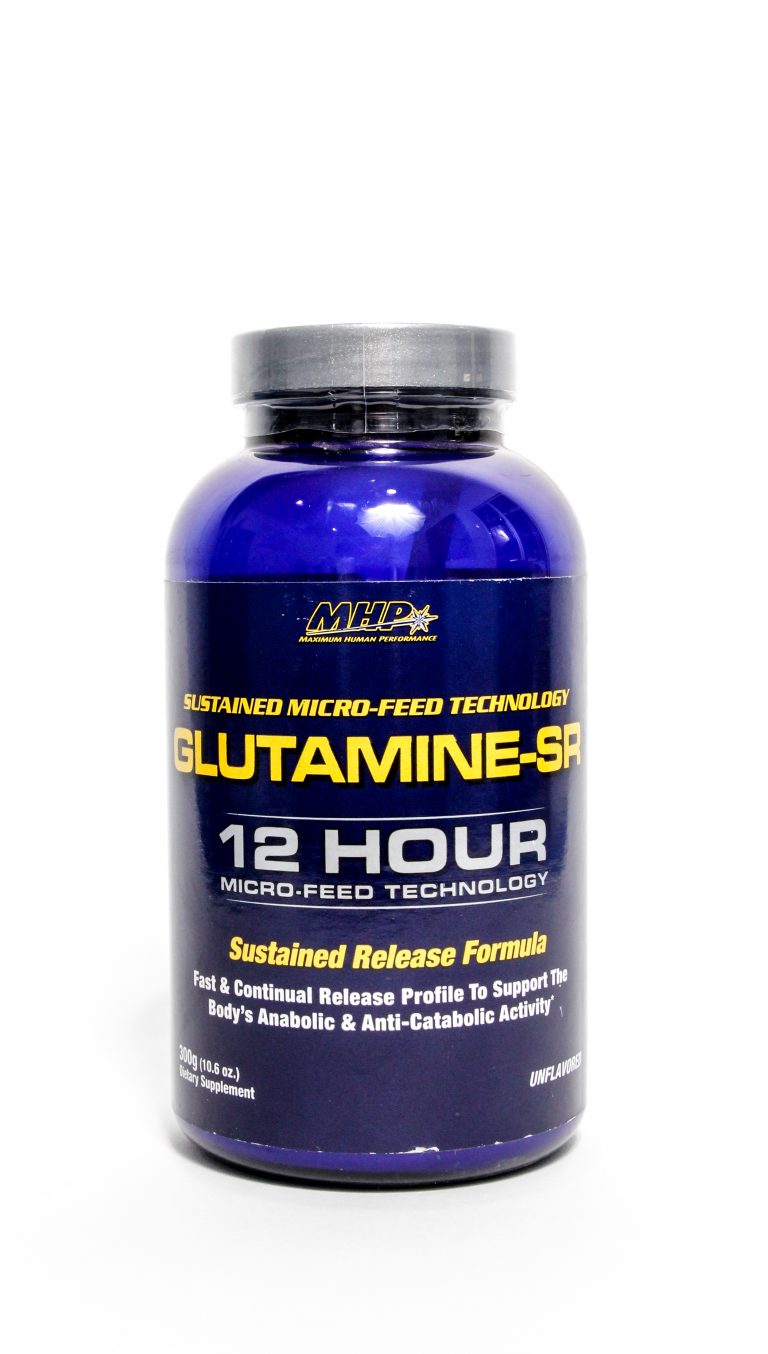 MHP
MAXIMUM HUMAN PERFORMANCE
SUSTAINED MICRO-FEED TECHNOLOGY
GLUTAMINE-SR
12 HOUR
MICRO-FEED TECHNOLOGY
Sustained Release Formula
Fast & Continual Release Profile To Support The
Body's Anabolic & Anti-Catabolic Activity*
300g (10.6 oz.)
Dietary Supplement
UNFLAVORED